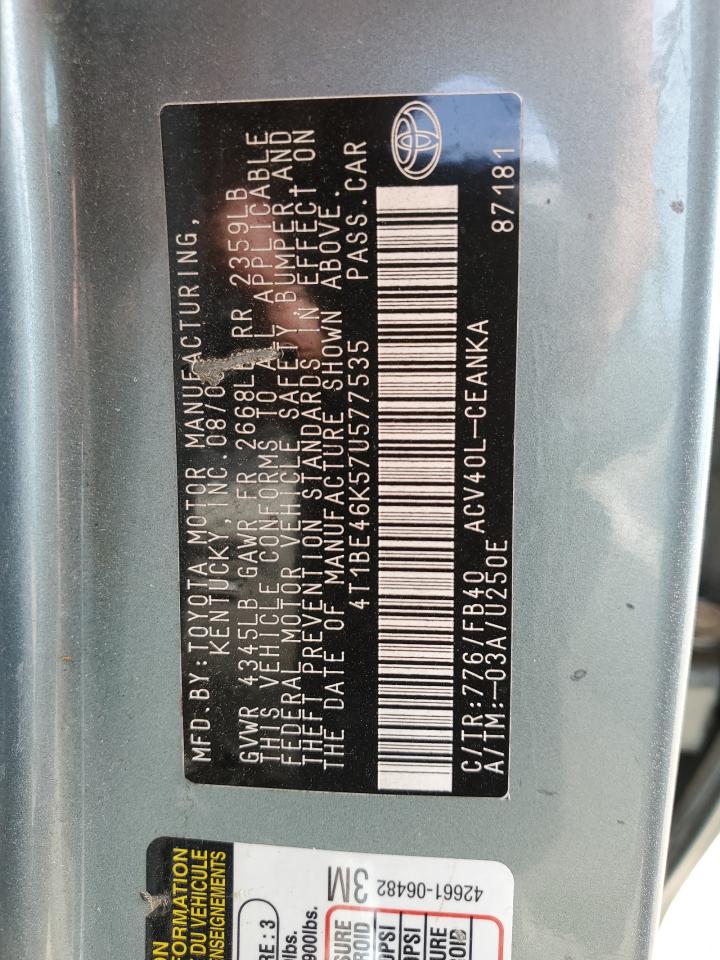 MFD. BY: TOYOTA MOTOR MANUFACTURING,
KENTUCKY, INC. 08/0
GVWR 4345LB GAWR FR 2668LB RR 2359LB
THIS VEHICLE CONFORMS TO ALL APPLICABLE
FEDERAL MOTOR VEHICLE SAFETY, BUMPER, AND
THEFT PREVENTION STANDARDS IN EFFECT ON
THE DATE OF MANUFACTURE SHOWN ABOVE.
4T1BE46K57U577535 PASS. CAR
C/TR:776/FB40 ACV40L-CEANKA
A/TM:-03A/U250E 87181
42661-06482
3M